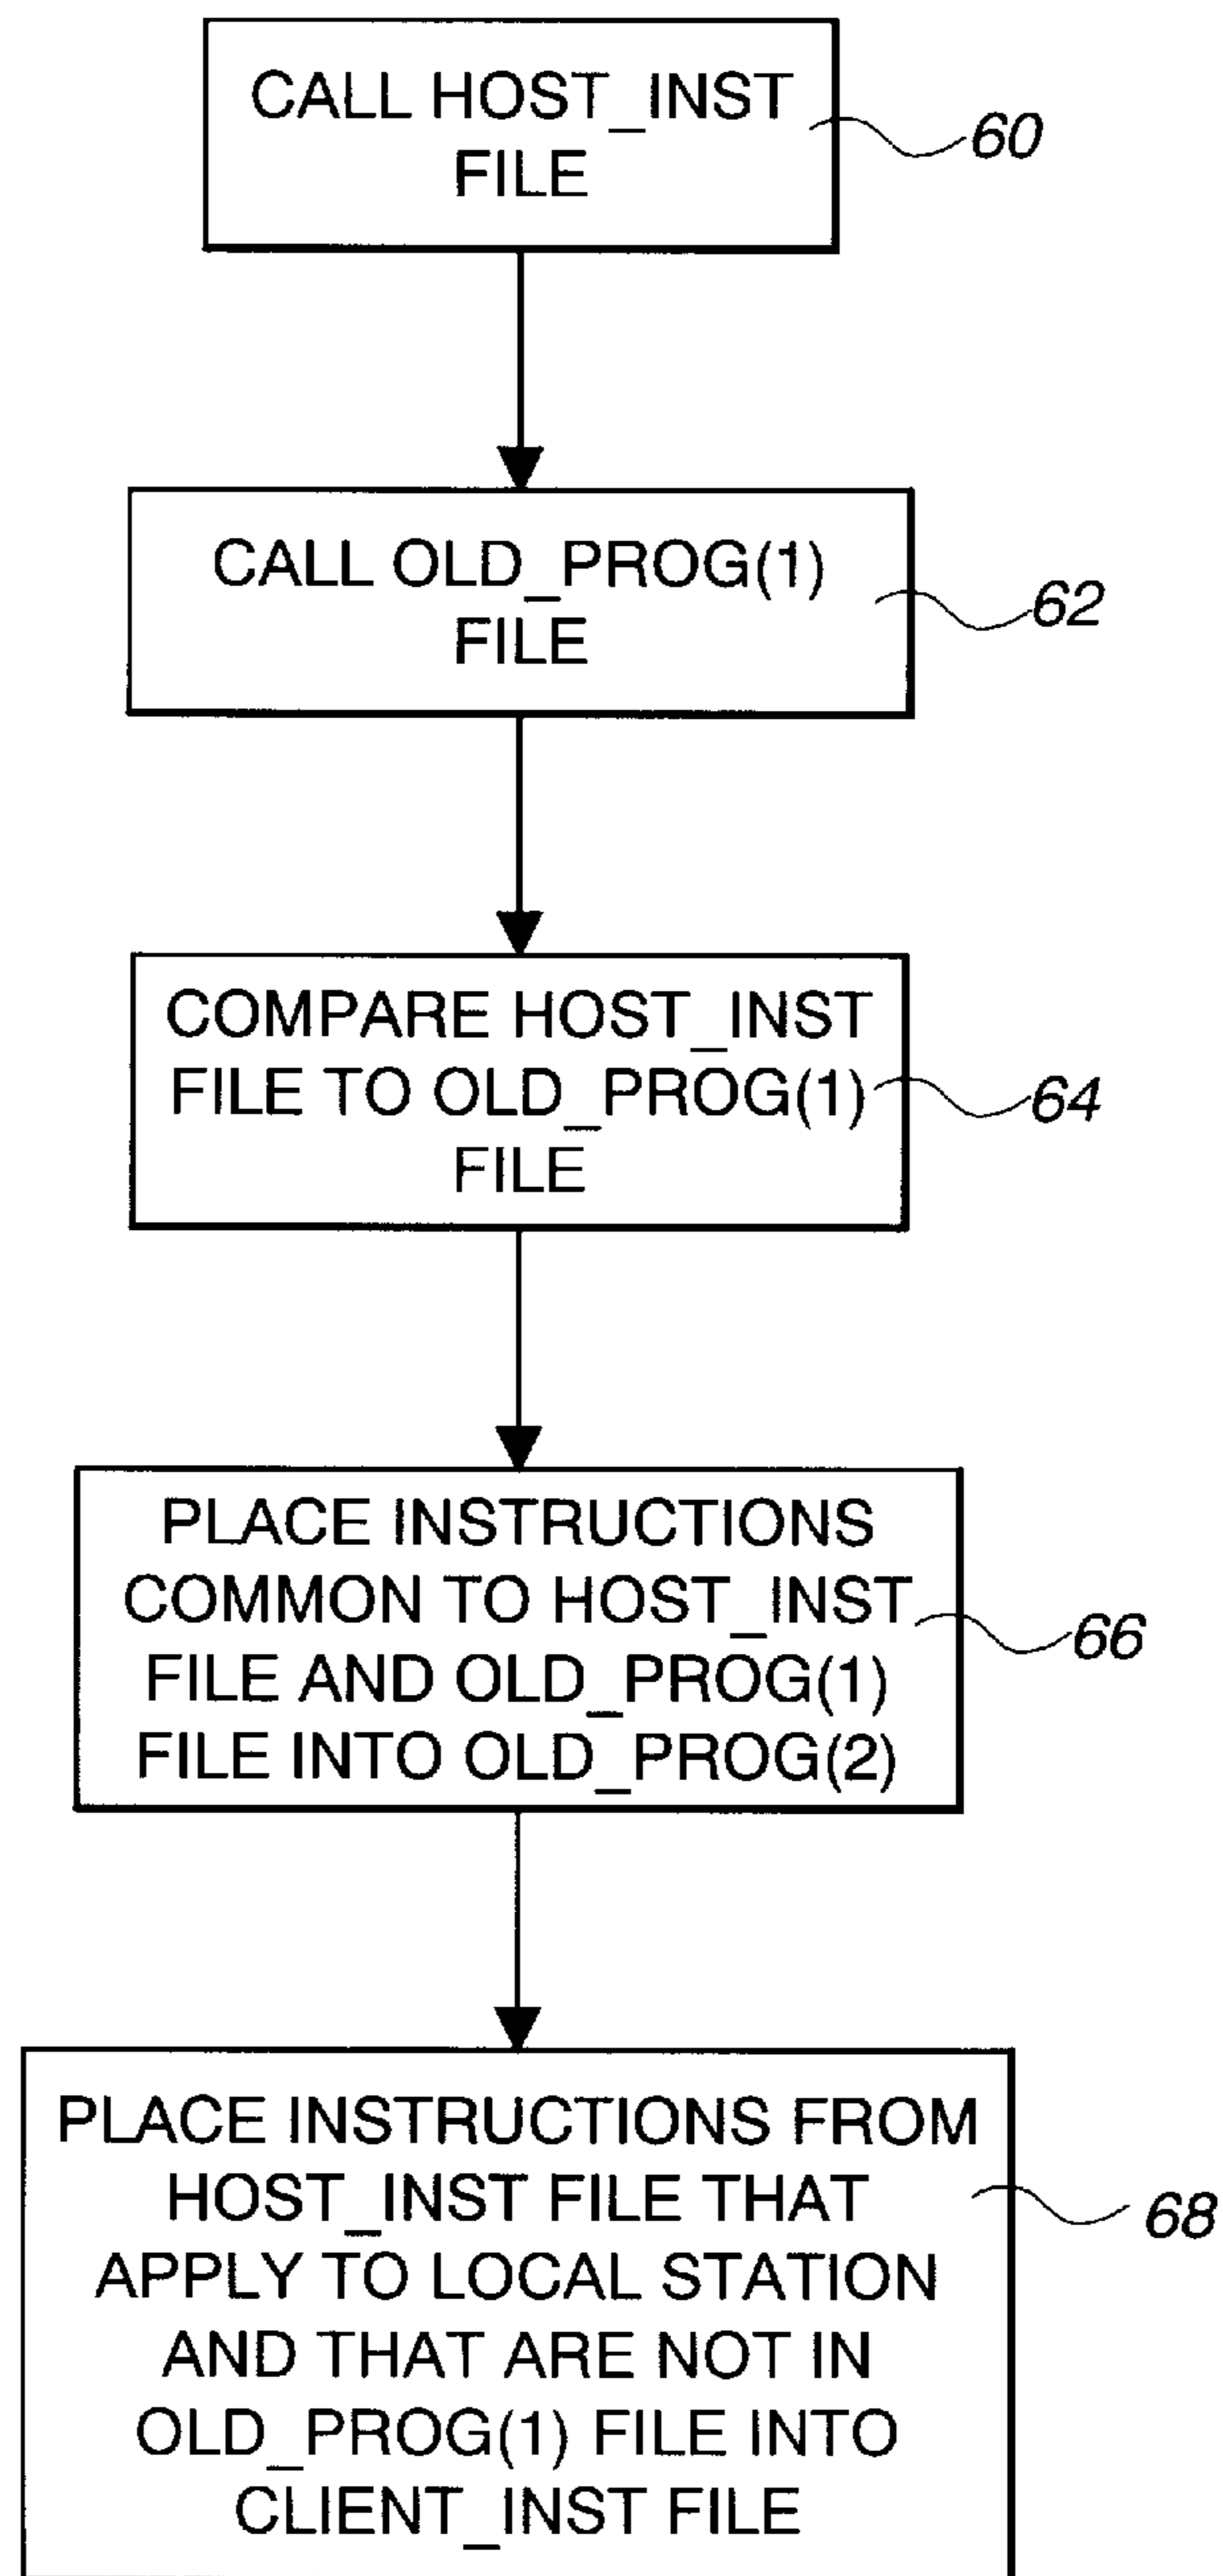 CALL HOST_INST
FILE
60
CALL OLD_PROG(1)
FILE
62
COMPARE HOST_INST
FILE TO OLD_PROG(1)
FILE
64
PLACE INSTRUCTIONS
COMMON TO HOST_INST
FILE AND OLD_PROG(1)
FILE INTO OLD_PROG(2)
66
PLACE INSTRUCTIONS FROM
HOST_INST FILE THAT
APPLY TO LOCAL STATION
AND THAT ARE NOT IN
OLD_PROG(1) FILE INTO
CLIENT_INST FILE
68